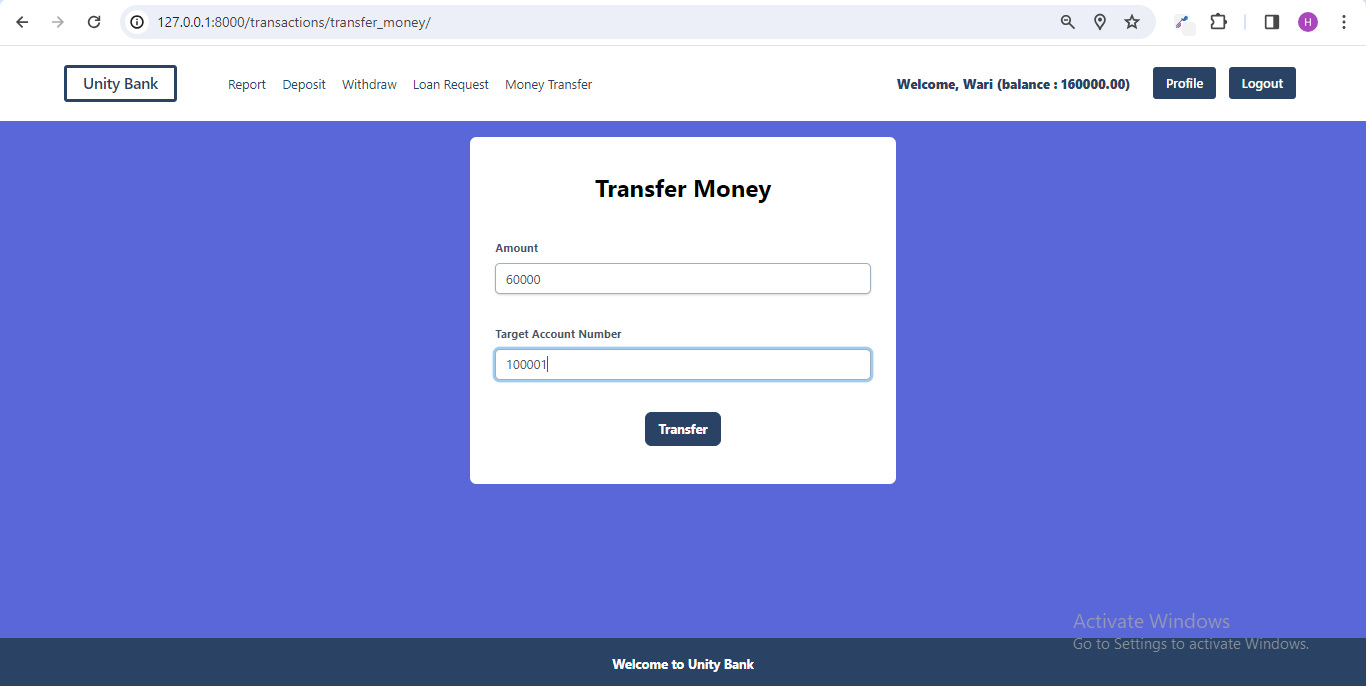 127.0.0.1:8000/transactions/transfer_money/
H
Unity Bank
Report Deposit Withdraw Loan Request Money Transfer
Welcome, Wari (balance : 160000.00)
Profile
Logout
Transfer Money
Amount
60000
Target Account Number
100001
Transfer
Activate Windows
Go to Settings to activate Windows.
Welcome to Unity Bank